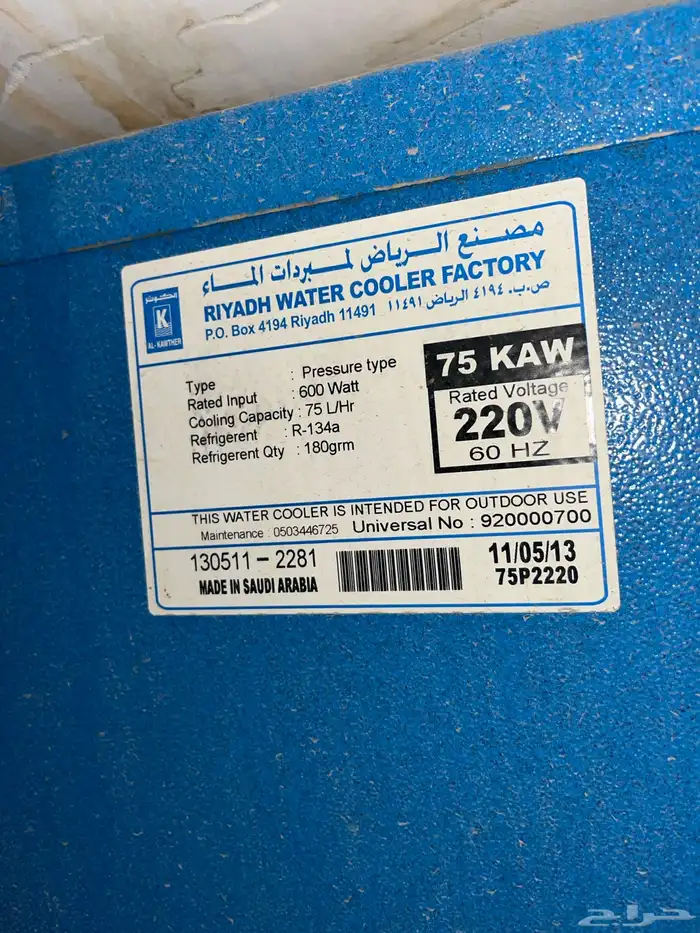 مصنع الرياض لمبردات الماء
RIYADH WATER COOLER FACTORY
P.O. Box 4194 Riyadh 11491 ص.ب. ٤١٩٤ الرياض ١١٤٩١
الكوثر
K
AL-KAWTHER
75 KAW
Rated Voltage
220V
60 HZ
Type : Pressure type
Rated Input : 600 Watt
Cooling Capacity : 75 L/Hr
Refrigerent : R-134a
Refrigerent Qty : 180grm
THIS WATER COOLER IS INTENDED FOR OUTDOOR USE
Maintenance : 0503446725 Universal No : 920000700
130511 - 2281
MADE IN SAUDI ARABIA
11/05/13
75P2220
حراج